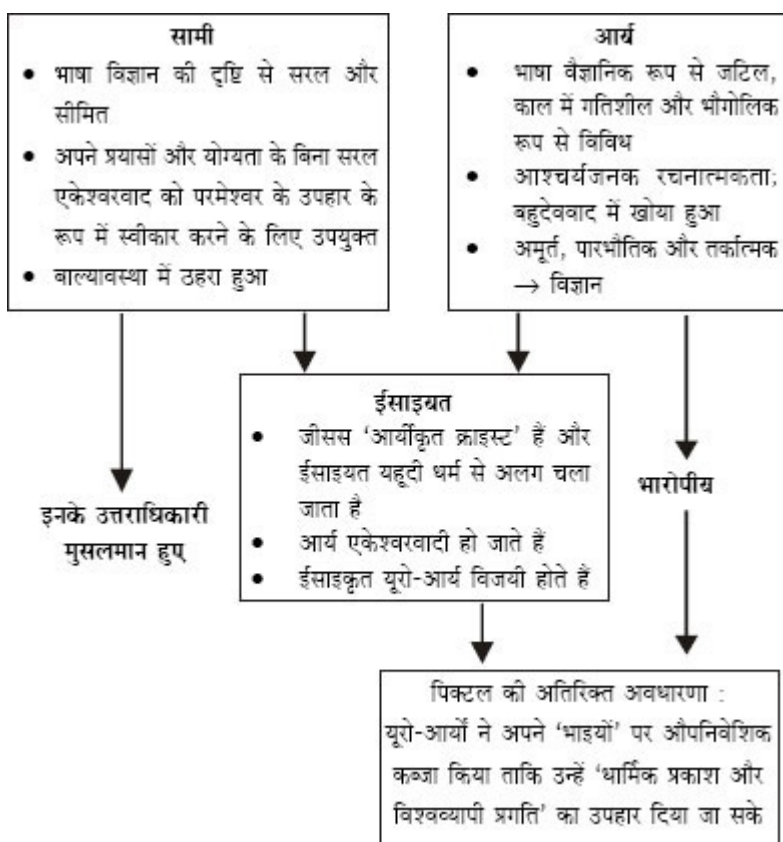 सामी
• भाषा विज्ञान की दृष्टि से सरल और
सीमित
• अपने प्रयासों और योग्यता के बिना सरल
एकेश्वरवाद को परमेश्वर के उपहार के
रूप में स्वीकार करने के लिए उपयुक्त
• बाल्यावस्था में ठहरा हुआ
आर्य
• भाषा वैज्ञानिक रूप से जटिल,
काल में गतिशील और भौगोलिक
रूप से विविध
• आश्चर्यजनक रचनात्मकता;
बहुदेववाद में खोया हुआ
• अमूर्त, पारभौतिक और तर्कात्मक
→ विज्ञान
ईसाइयत
• जीसस ‘आर्यीकृत क्राइस्ट’ हैं और
ईसाइयत यहूदी धर्म से अलग चला
जाता है
• आर्य एकेश्वरवादी हो जाते हैं
• ईसाइकृत यूरो-आर्य विजयी होते हैं
इनके उत्तराधिकारी
मुसलमान हुए
भारोपीय
पिक्टल की अतिरिक्त अवधारणा :
यूरो-आर्यों ने अपने ‘भाइयों’ पर औपनिवेशिक
कब्जा किया ताकि उन्हें ‘धार्मिक प्रकाश और
विश्वव्यापी प्रगति’ का उपहार दिया जा सके